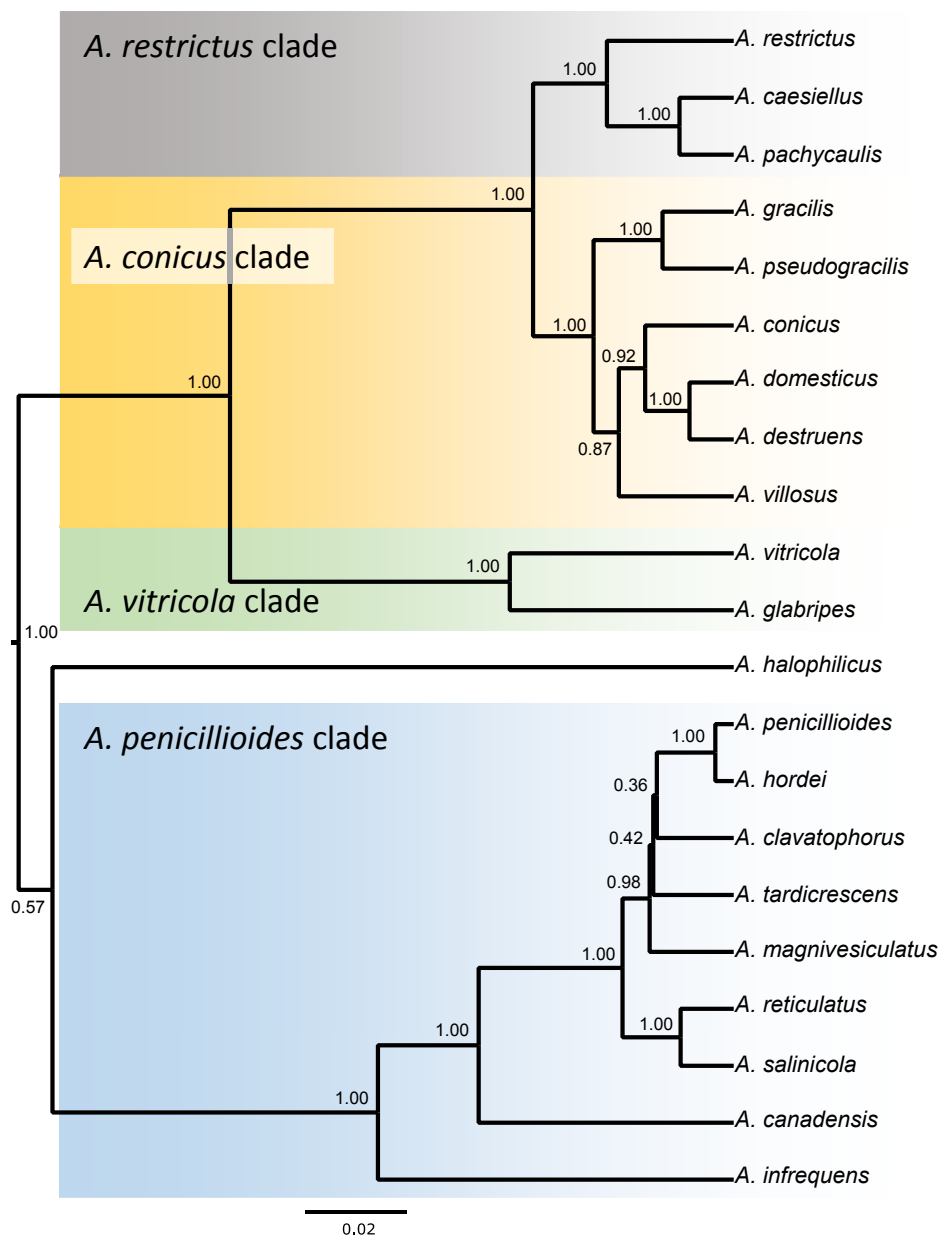 A. restrictus clade
A. restrictus
1.00
A. caesiellus
1.00
A. pachycaulis
1.00
A. gracilis
1.00
A. conicus clade
A. pseudogracilis
1.00
A. conicus
0.92
1.00
A. domesticus
1.00
A. destruens
0.87
A. villosus
A. vitricola
1.00
A. vitricola clade
A. glabripes
1.00
A. halophilicus
A. penicillioides clade
A. penicillioides
1.00
A. hordei
0.36
A. clavatophorus
0.42
0.98
A. tardicrescens
0.57
A. magnivesiculatus
1.00
A. reticulatus
1.00
1.00
A. salinicola
1.00
A. canadensis
A. infrequens
0.02